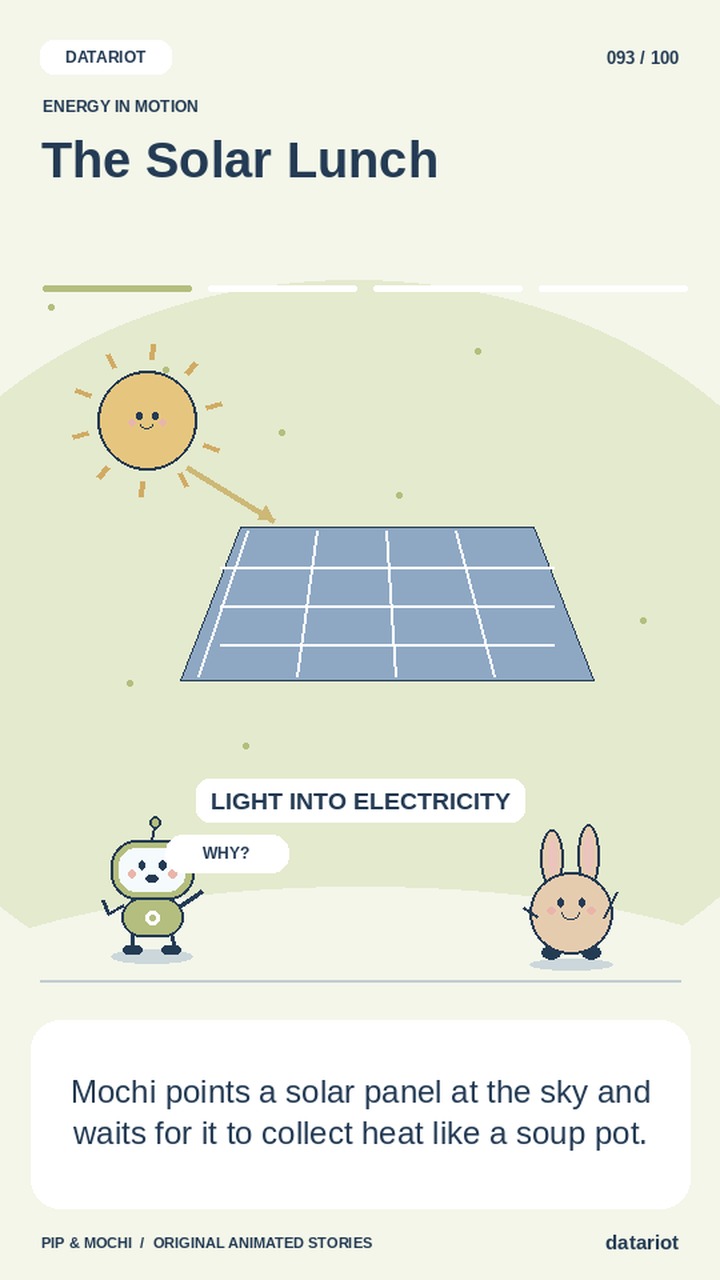 DATARIOT
093 / 100
ENERGY IN MOTION
The Solar Lunch
LIGHT INTO ELECTRICITY
WHY?
Mochi points a solar panel at the sky and
waits for it to collect heat like a soup pot.
PIP & MOCHI / ORIGINAL ANIMATED STORIES
datariot